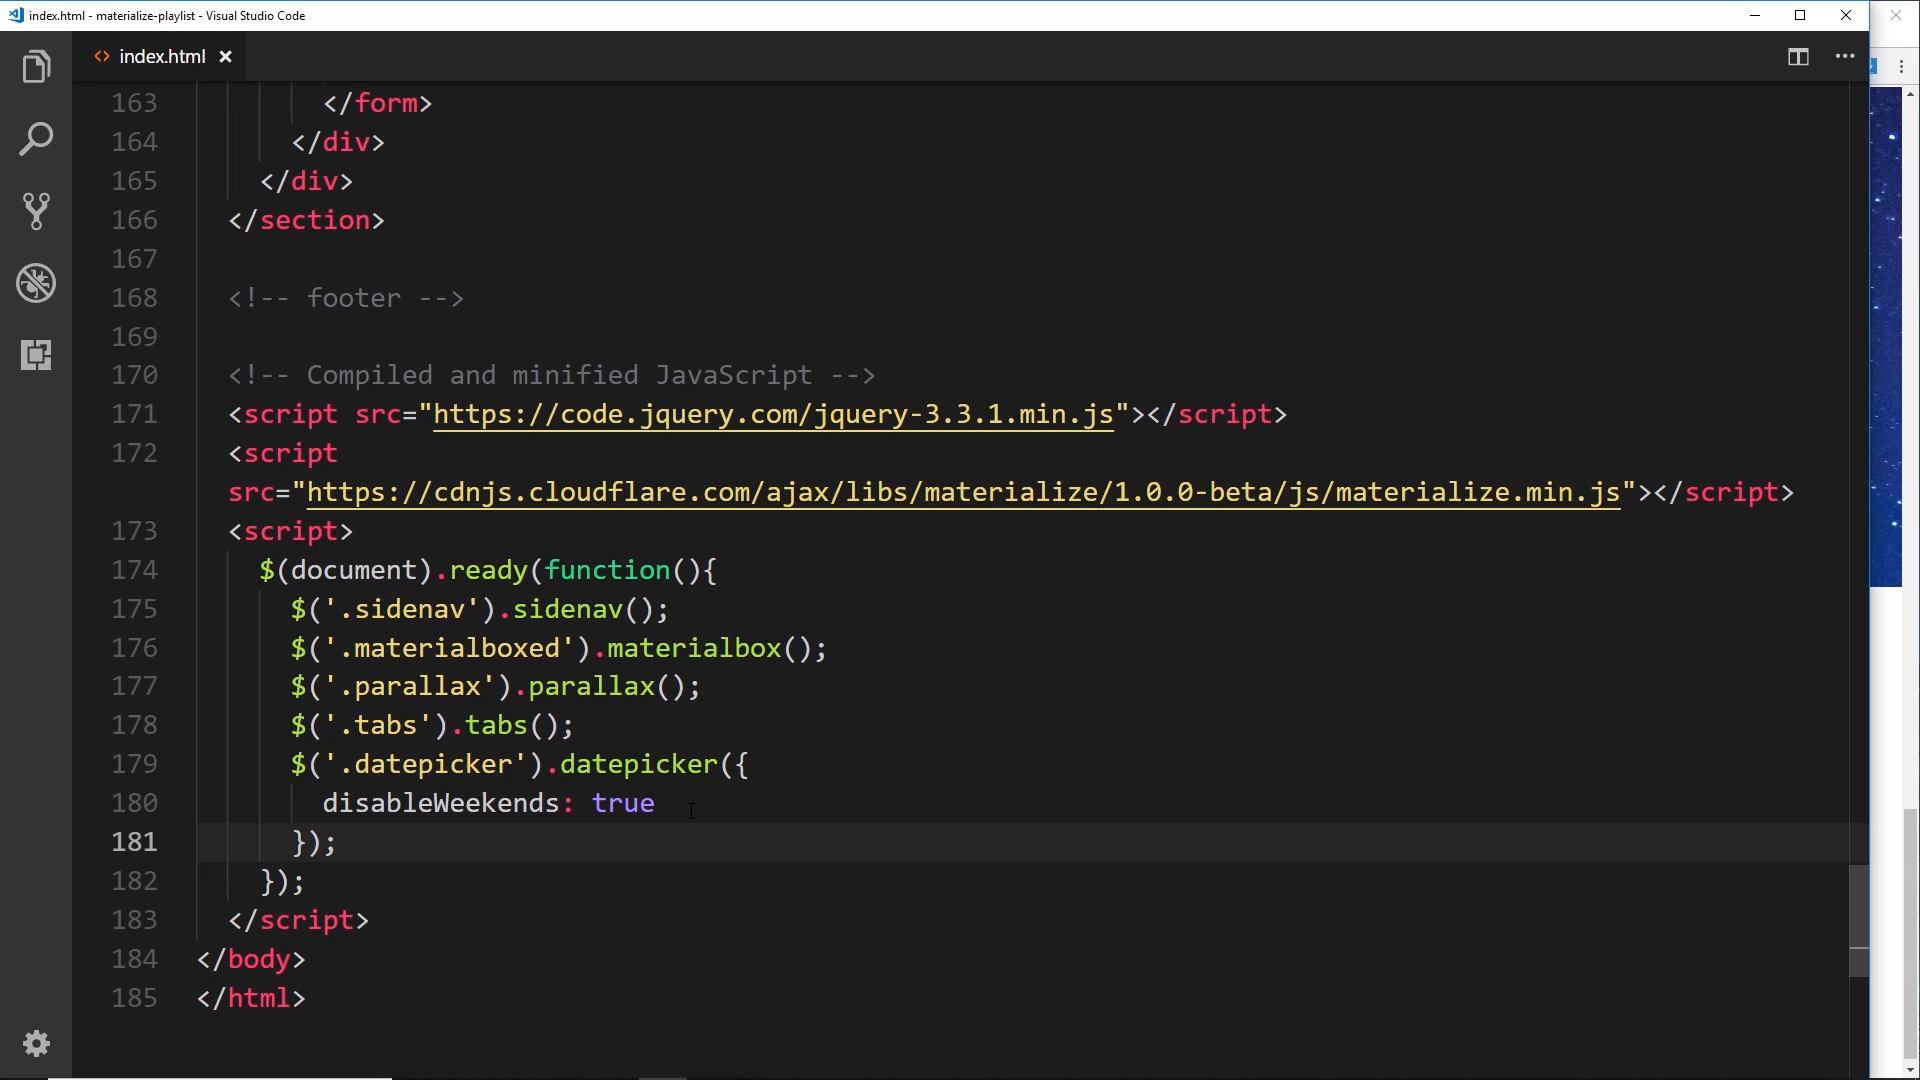 index.html - materialize-playlist - Visual Studio Code
<> index.html ×
163 </form>
164 </div>
165 </div>
166 </section>
167
168 <!-- footer -->
169
170 <!-- Compiled and minified JavaScript -->
171 <script src="https://code.jquery.com/jquery-3.3.1.min.js"></script>
172 <script
src="https://cdnjs.cloudflare.com/ajax/libs/materialize/1.0.0-beta/js/materialize.min.js"></script>
173 <script>
174 $(document).ready(function(){
175 $('.sidenav').sidenav();
176 $('.materialboxed').materialbox();
177 $('.parallax').parallax();
178 $('.tabs').tabs();
179 $('.datepicker').datepicker({
180 disableWeekends: true
181 });
182 });
183 </script>
184 </body>
185 </html>